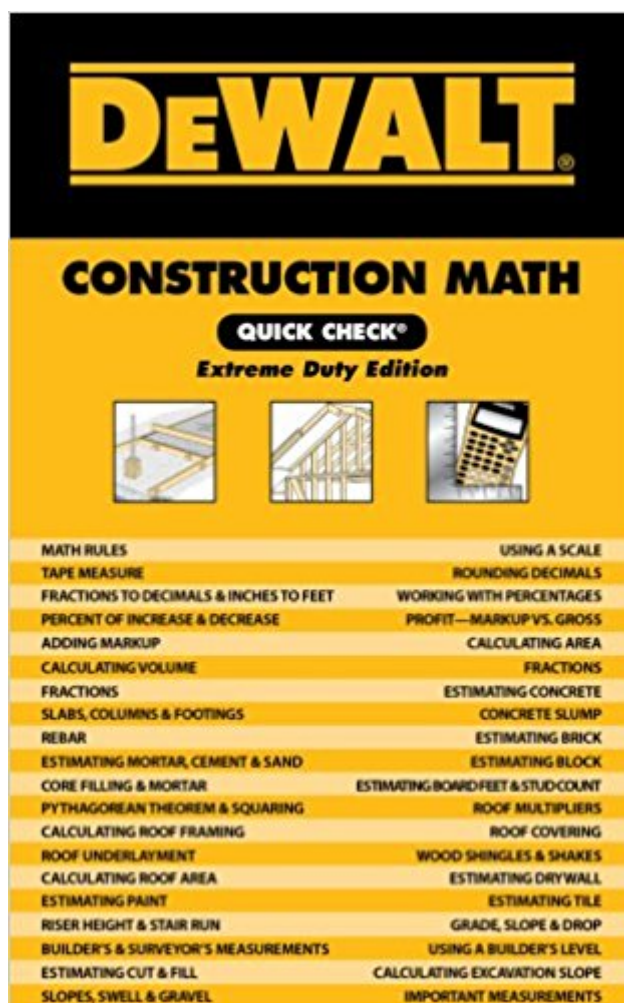 DEWALT®
CONSTRUCTION MATH
QUICK CHECK®
Extreme Duty Edition
MATH RULES USING A SCALE
TAPE MEASURE ROUNDING DECIMALS
FRACTIONS TO DECIMALS & INCHES TO FEET WORKING WITH PERCENTAGES
PERCENT OF INCREASE & DECREASE PROFIT—MARKUP VS. GROSS
ADDING MARKUP CALCULATING AREA
CALCULATING VOLUME FRACTIONS
FRACTIONS ESTIMATING CONCRETE
SLABS, COLUMNS & FOOTINGS CONCRETE SLUMP
REBAR ESTIMATING BRICK
ESTIMATING MORTAR, CEMENT & SAND ESTIMATING BLOCK
CORE FILLING & MORTAR ESTIMATING BOARD FEET & STUD COUNT
PYTHAGOREAN THEOREM & SQUARING ROOF MULTIPLIERS
CALCULATING ROOF FRAMING ROOF COVERING
ROOF UNDERLAYMENT WOOD SHINGLES & SHAKES
CALCULATING ROOF AREA ESTIMATING DRYWALL
ESTIMATING PAINT ESTIMATING TILE
RISER HEIGHT & STAIR RUN GRADE, SLOPE & DROP
BUILDER'S & SURVEYOR'S MEASUREMENTS USING A BUILDER'S LEVEL
ESTIMATING CUT & FILL CALCULATING EXCAVATION SLOPE
SLOPES, SWELL & GRAVEL IMPORTANT MEASUREMENTS